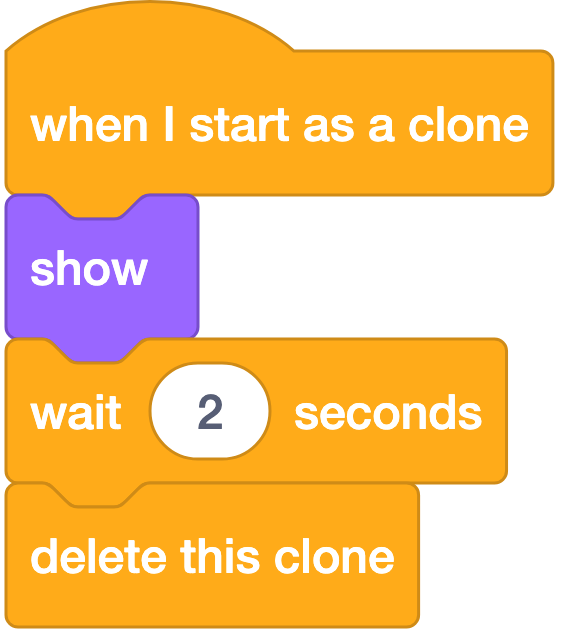 when I start as a clone
show
wait 2 seconds
delete this clone